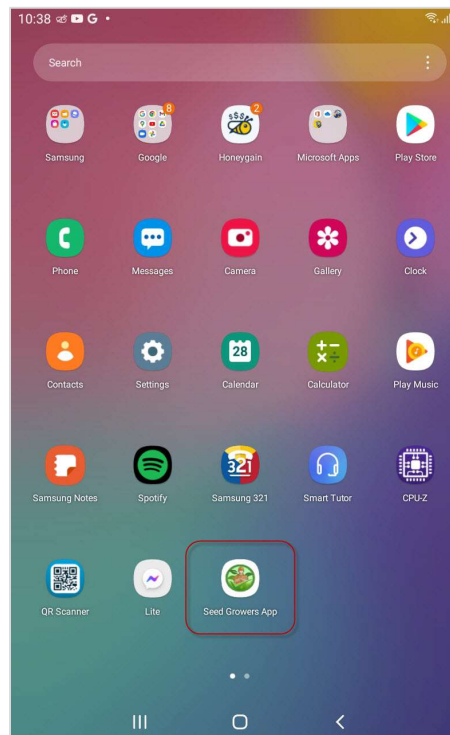 10:38
Search
8
2
$$$
Samsung
Google
Honeygain
Microsoft Apps
Play Store
Phone
Messages
Camera
Gallery
Clock
28
Contacts
Settings
Calendar
Calculator
Play Music
321
Samsung Notes
Spotify
Samsung 321
Smart Tutor
CPU-Z
QR Scanner
Lite
Seed Growers App